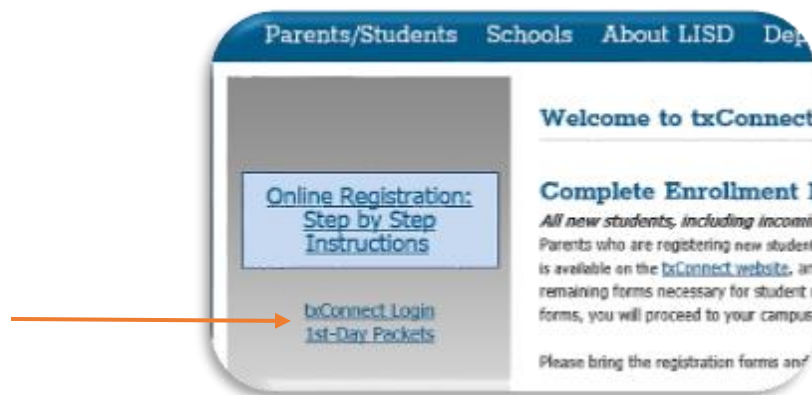 Parents/Students Schools About LISD
Online Registration:
Step by Step
Instructions
txConnect Login
1st-Day Packets
Welcome to txConnect
Complete Enrollment
All new students, including
Parents who are registering new
is available on the txConnect website,
remaining forms necessary for student
forms, you will proceed to your campus
Please bring the registration forms and